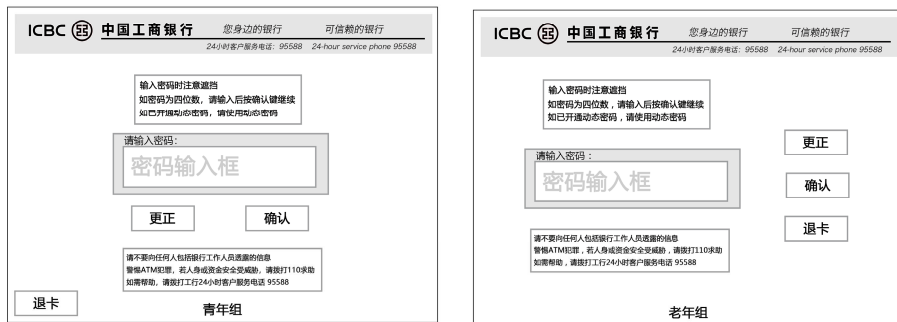 ICBC 中国工商银行 您身边的银行 可信赖的银行
24小时客户服务电话：95588 24-hour service phone 95588
输入密码时注意遮挡
如密码为四位数，请输入后按确认键继续
如已开通动态密码，请使用动态密码
请输入密码：
密码输入框
更正 确认
请不要向任何人包括银行工作人员透露的信息
警惕ATM犯罪，若人身或资金安全受威胁，请拨打110求助
如需帮助，请拨打工行24小时客户服务电话 95588
退卡
青年组
ICBC 中国工商银行 您身边的银行 可信赖的银行
24小时客户服务电话：95588 24-hour service phone 95588
输入密码时注意遮挡
如密码为四位数，请输入后按确认键继续
如已开通动态密码，请使用动态密码
请输入密码：
密码输入框
更正
确认
退卡
请不要向任何人包括银行工作人员透露的信息
警惕ATM犯罪，若人身或资金安全受威胁，请拨打110求助
如需帮助，请拨打工行24小时客户服务电话 95588
老年组